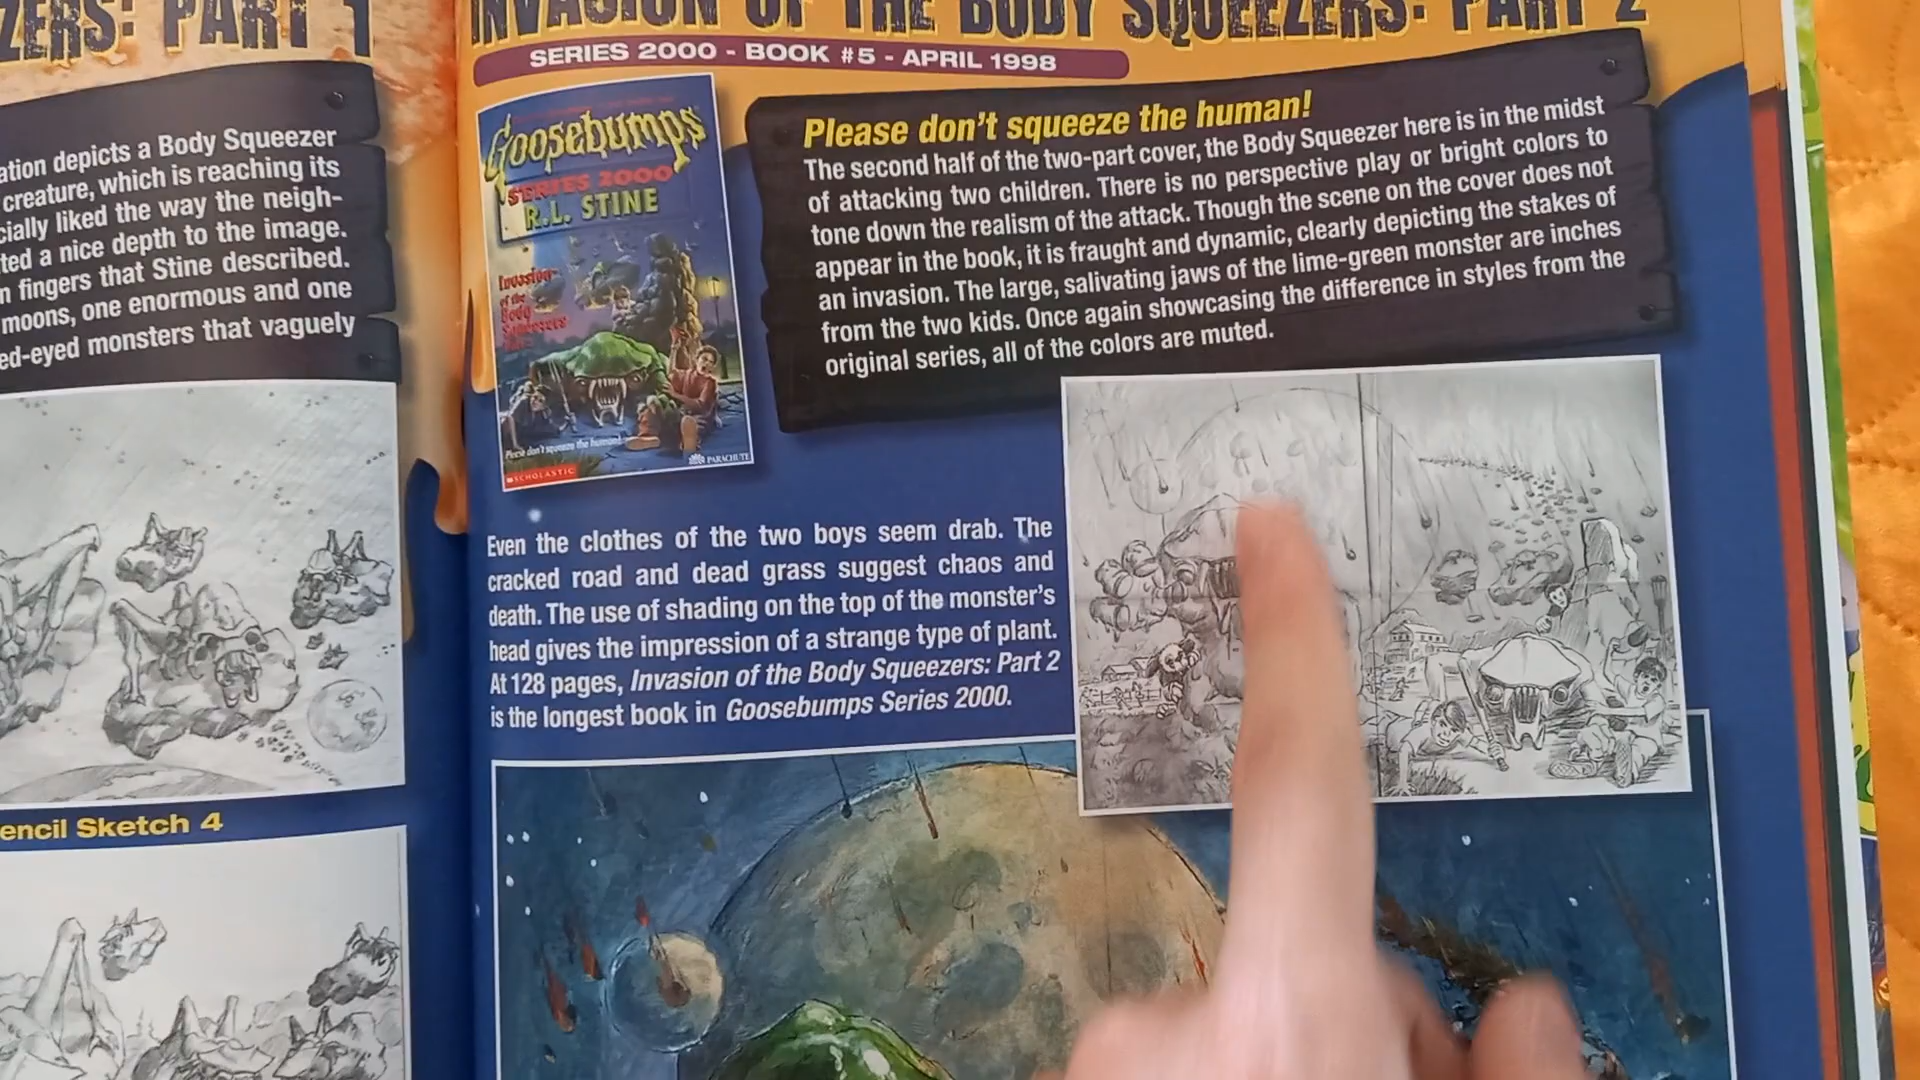 ZERS: PART 1
ation depicts a Body Squeezer
creature, which is reaching its
cially liked the way the neigh-
ted a nice depth to the image.
n fingers that Stine described.
moons, one enormous and one
ed-eyed monsters that vaguely
encil Sketch 4
INVASION OF THE BODY SQUEEZERS: PART 2
SERIES 2000 - BOOK #5 - APRIL 1998
Goosebumps
SERIES 2000
R.L. STINE
Invasion
of the
Body
Squeezers
Please don't squeeze the human!
SCHOLASTIC
PARACHUTE
Please don't squeeze the human!
The second half of the two-part cover, the Body Squeezer here is in the midst
of attacking two children. There is no perspective play or bright colors to
tone down the realism of the attack. Though the scene on the cover does not
appear in the book, it is fraught and dynamic, clearly depicting the stakes of
an invasion. The large, salivating jaws of the lime-green monster are inches
from the two kids. Once again showcasing the difference in styles from the
original series, all of the colors are muted.
Even the clothes of the two boys seem drab. The
cracked road and dead grass suggest chaos and
death. The use of shading on the top of the monster's
head gives the impression of a strange type of plant.
At 128 pages, Invasion of the Body Squeezers: Part 2
is the longest book in Goosebumps Series 2000.